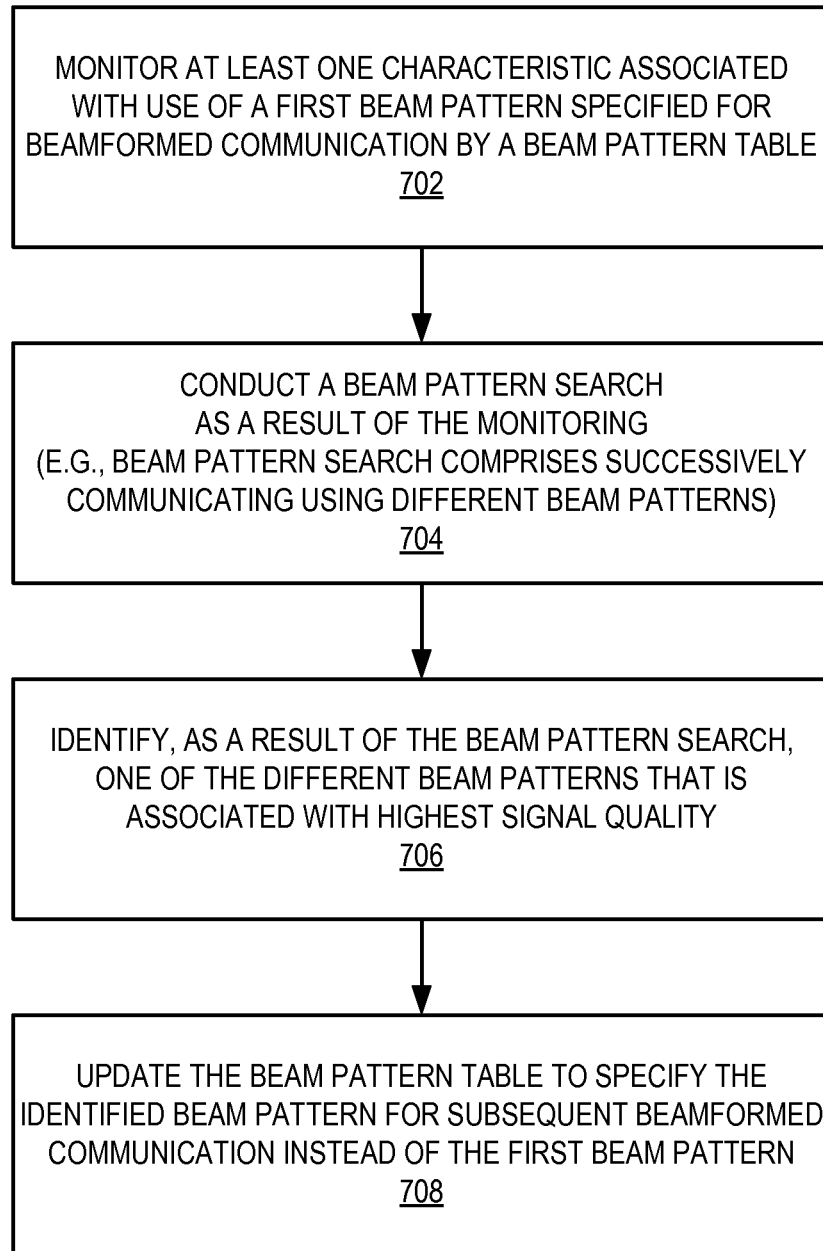 MONITOR AT LEAST ONE CHARACTERISTIC ASSOCIATED
WITH USE OF A FIRST BEAM PATTERN SPECIFIED FOR
BEAMFORMED COMMUNICATION BY A BEAM PATTERN TABLE
702
CONDUCT A BEAM PATTERN SEARCH
AS A RESULT OF THE MONITORING
(E.G., BEAM PATTERN SEARCH COMPRISES SUCCESSIVELY
COMMUNICATING USING DIFFERENT BEAM PATTERNS)
704
IDENTIFY, AS A RESULT OF THE BEAM PATTERN SEARCH,
ONE OF THE DIFFERENT BEAM PATTERNS THAT IS
ASSOCIATED WITH HIGHEST SIGNAL QUALITY
706
UPDATE THE BEAM PATTERN TABLE TO SPECIFY THE
IDENTIFIED BEAM PATTERN FOR SUBSEQUENT BEAMFORMED
COMMUNICATION INSTEAD OF THE FIRST BEAM PATTERN
708